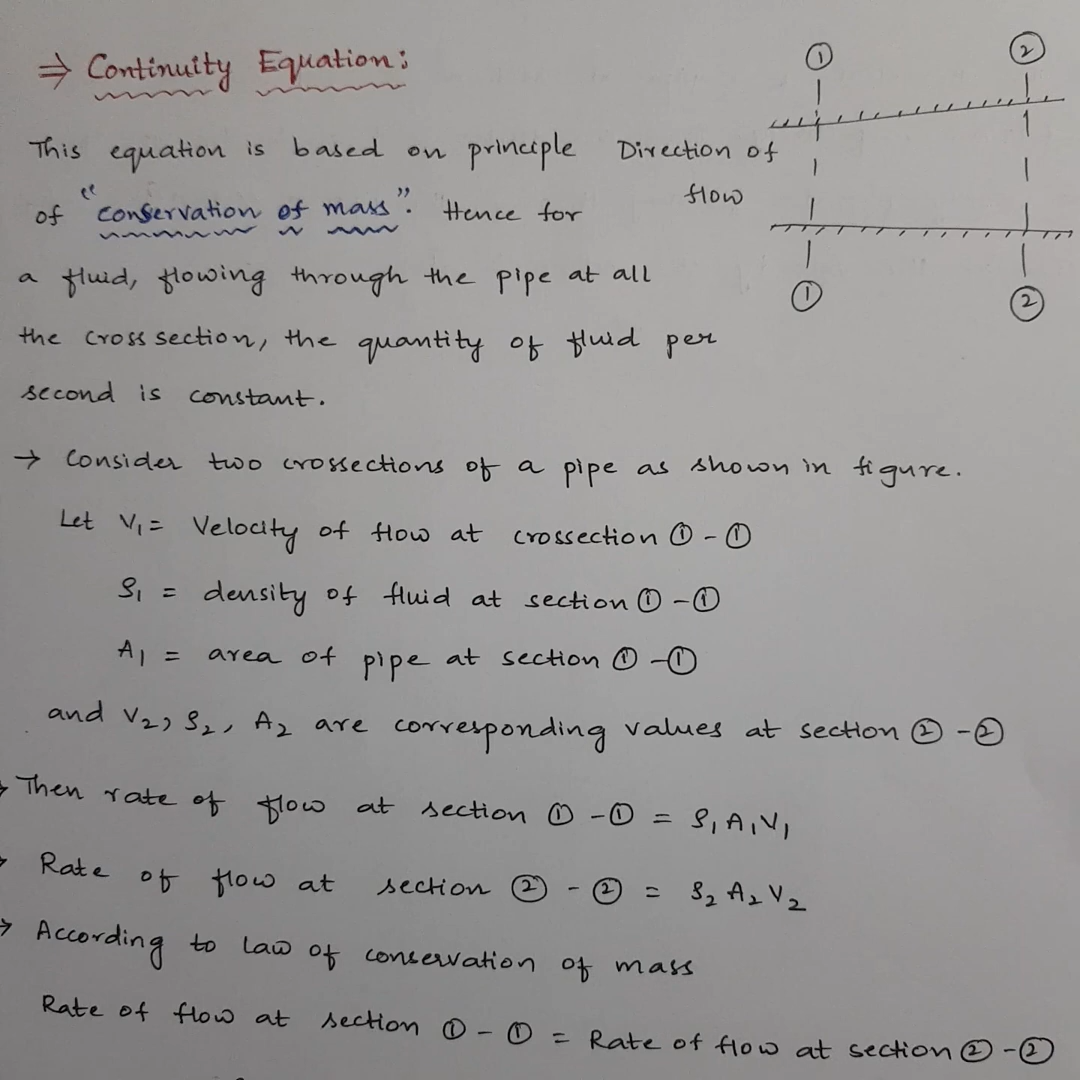 ⇒ Continuity Equation:
① ②
This equation is based on principle Direction of
of "conservation of mass". Hence for flow
a fluid, flowing through the pipe at all
① ②
the cross section, the quantity of fluid per
second is constant.
→ Consider two crossections of a pipe as shown in figure.
Let V₁ = Velocity of flow at crossection ① - ①
ρ₁ = density of fluid at section ① - ①
A₁ = area of pipe at section ① - ①
and V₂, ρ₂, A₂ are corresponding values at section ② - ②
→ Then rate of flow at section ① - ① = ρ₁ A₁ V₁
→ Rate of flow at section ② - ② = ρ₂ A₂ V₂
→ According to law of conservation of mass
Rate of flow at section ① - ① = Rate of flow at section ② - ②